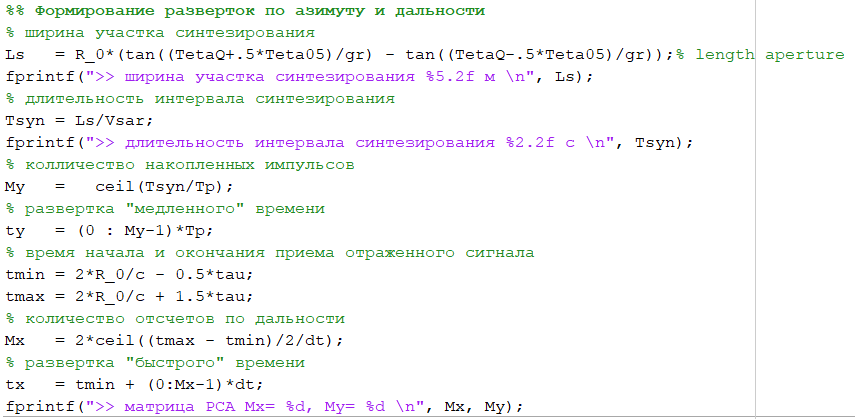 %% Формирование разверток по азимуту и дальности
% ширина участка синтезирования
Ls   = R_0*(tan((TetaQ+.5*Teta05)/gr) - tan((TetaQ-.5*Teta05)/gr));% length aperture
fprintf(">> ширина участка синтезирования %5.2f м \n", Ls);
% длительность интервала синтезирования
Tsyn = Ls/Vsar;
fprintf(">> длительность интервала синтезирования %2.2f с \n", Tsyn);
% колличество накопленных импульсов
My   =   ceil(Tsyn/Tp);
% развертка "медленного" времени
ty   = (0 : My-1)*Tp;
% время начала и окончания приема отраженного сигнала
tmin = 2*R_0/c - 0.5*tau;
tmax = 2*R_0/c + 1.5*tau;
% количество отсчетов по дальности
Mx   = 2*ceil((tmax - tmin)/2/dt);
% развертка "быстрого" времени
tx   = tmin + (0:Mx-1)*dt;
fprintf(">> матрица РСА Mx= %d, My= %d \n", Mx, My);